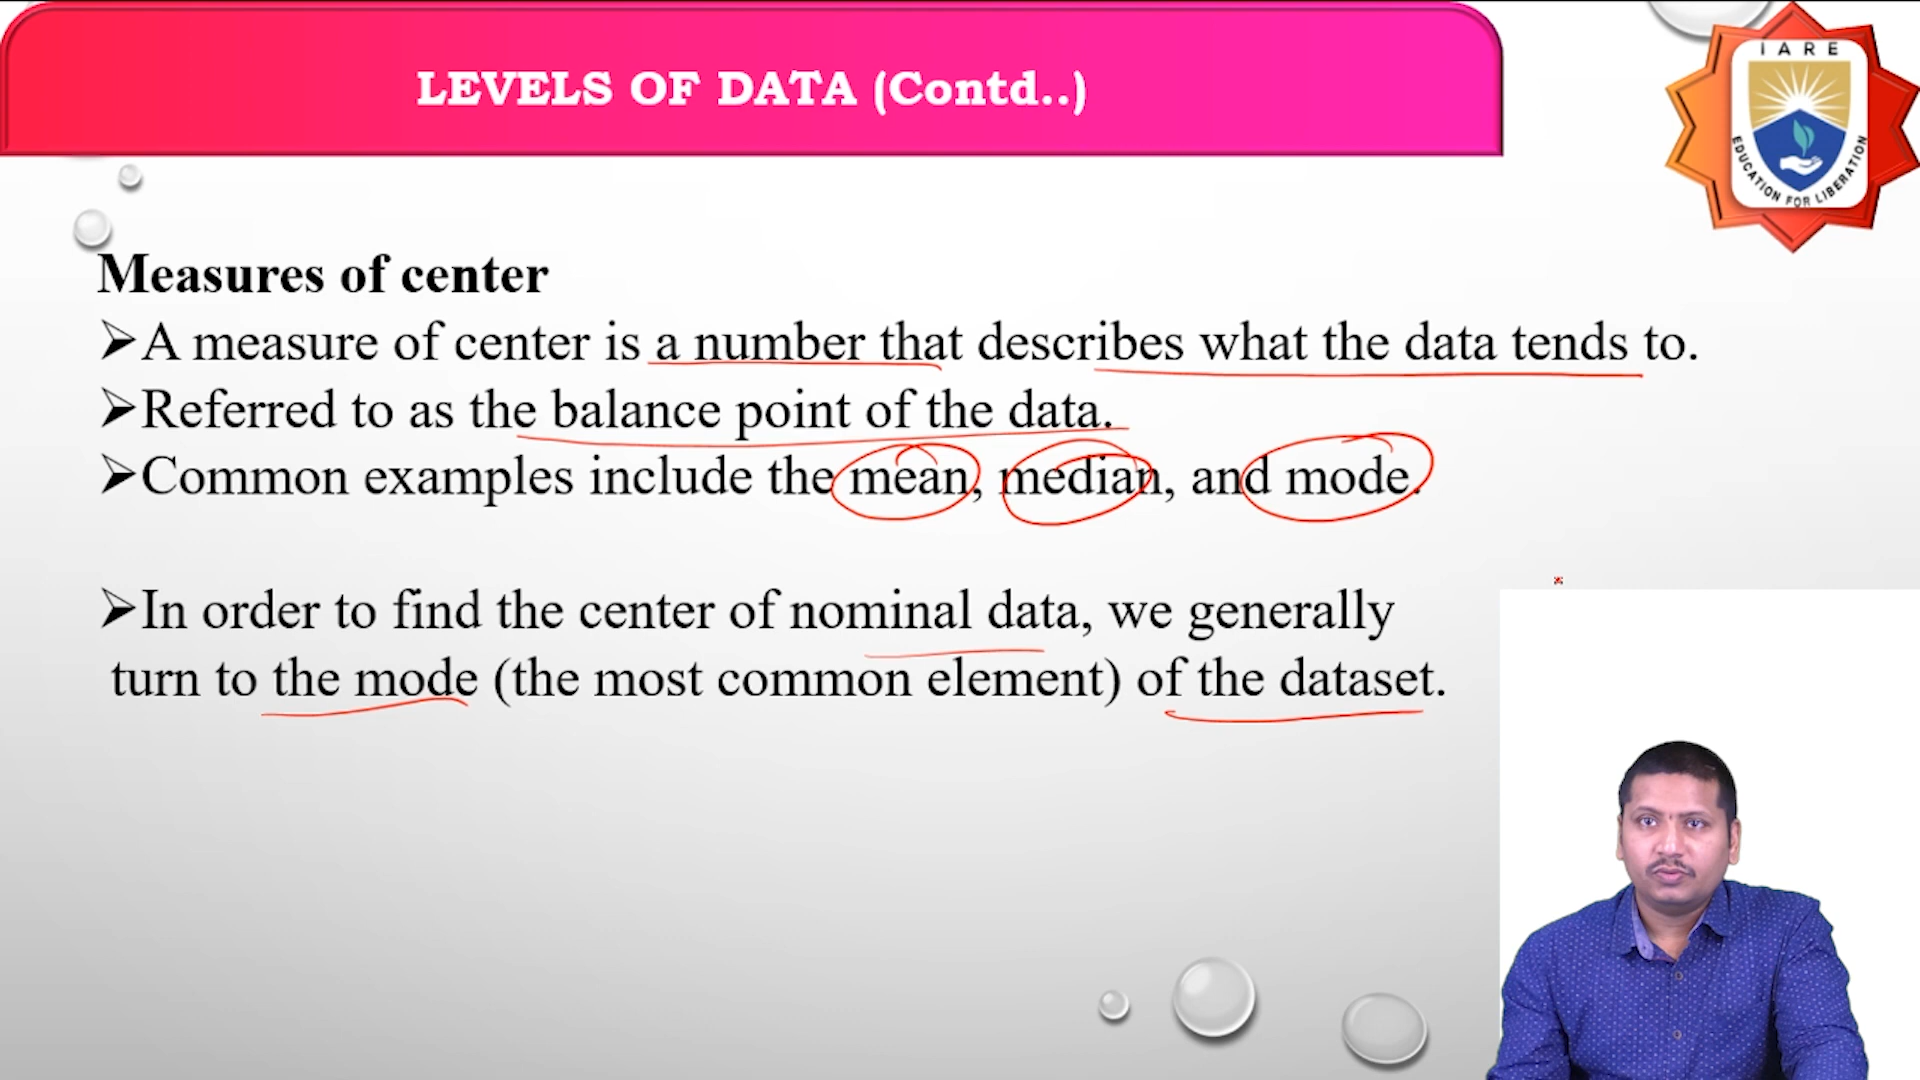 LEVELS OF DATA (Contd..)
IARE
EDUCATION FOR LIBERATION
Measures of center
➢A measure of center is a number that describes what the data tends to.
➢Referred to as the balance point of the data.
➢Common examples include the mean, median, and mode.
➢In order to find the center of nominal data, we generally
turn to the mode (the most common element) of the dataset.